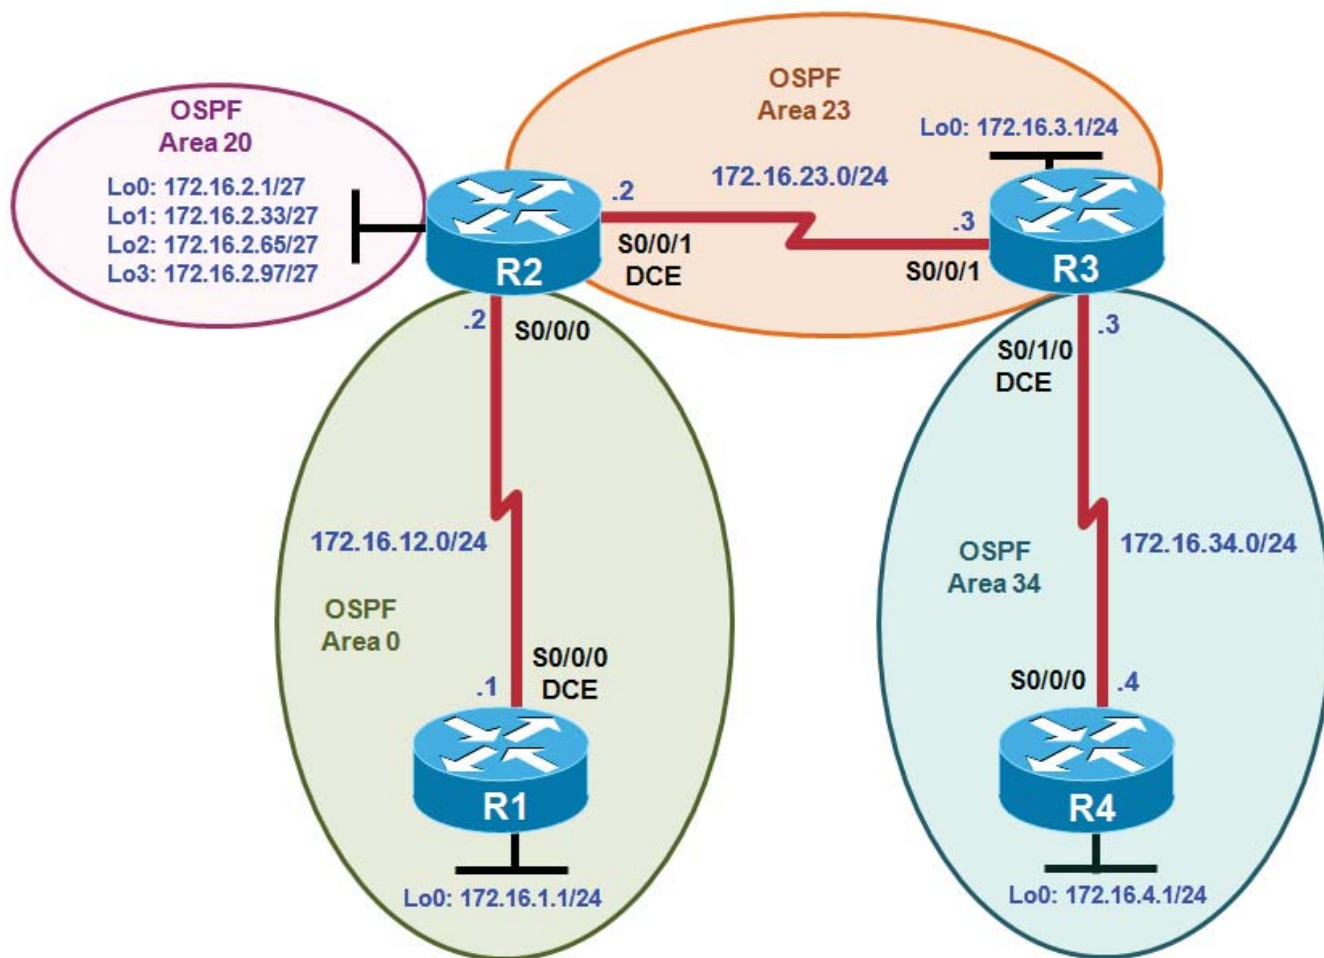 OSPF
Area 20
Lo0: 172.16.2.1/27
Lo1: 172.16.2.33/27
Lo2: 172.16.2.65/27
Lo3: 172.16.2.97/27
OSPF
Area 23
Lo0: 172.16.3.1/24
172.16.23.0/24
.2
S0/0/1
DCE
.3
S0/0/1
R2
R3
.2
S0/0/0
.3
S0/1/0
DCE
172.16.12.0/24
OSPF
Area 0
172.16.34.0/24
OSPF
Area 34
S0/0/0
DCE
.1
S0/0/0
.4
R1
R4
Lo0: 172.16.1.1/24
Lo0: 172.16.4.1/24